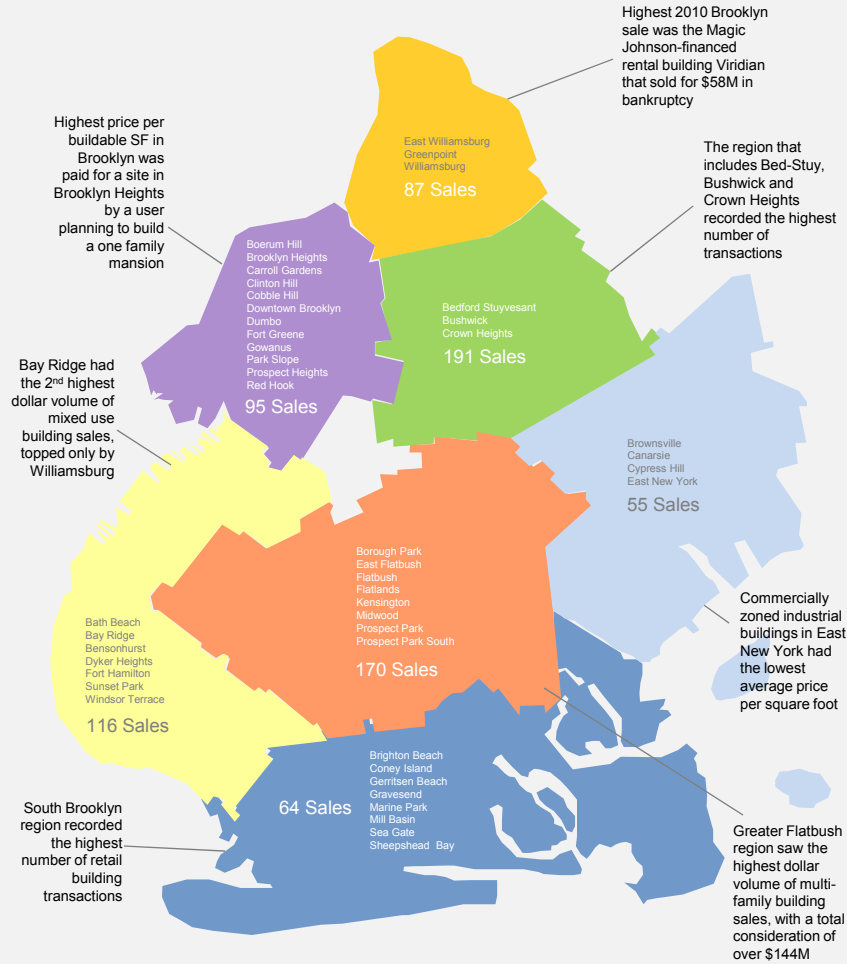 Highest 2010 Brooklyn
sale was the Magic
Johnson-financed
rental building Viridian
that sold for $58M in
bankruptcy
Highest price per
buildable SF in
Brooklyn was
paid for a site in
Brooklyn Heights
by a user
planning to build
a one family
mansion
East Williamsburg
Greenpoint
Williamsburg
87 Sales
The region that
includes Bed-Stuy,
Bushwick and
Crown Heights
recorded the highest
number of
transactions
Boerum Hill
Brooklyn Heights
Carroll Gardens
Clinton Hill
Cobble Hill
Downtown Brooklyn
Dumbo
Fort Greene
Gowanus
Park Slope
Prospect Heights
Red Hook
95 Sales
Bedford Stuyvesant
Bushwick
Crown Heights
191 Sales
Bay Ridge had
the 2nd highest
dollar volume of
mixed use
building sales,
topped only by
Williamsburg
Brownsville
Canarsie
Cypress Hill
East New York
55 Sales
Borough Park
East Flatbush
Flatbush
Flatlands
Kensington
Midwood
Prospect Park
Prospect Park South
170 Sales
Bath Beach
Bay Ridge
Bensonhurst
Dyker Heights
Fort Hamilton
Sunset Park
Windsor Terrace
116 Sales
Commercially
zoned industrial
buildings in East
New York had
the lowest
average price
per square foot
Brighton Beach
Coney Island
Gerritsen Beach
Gravesend
Marine Park
Mill Basin
Sea Gate
Sheepshead Bay
64 Sales
South Brooklyn
region recorded
the highest
number of retail
building
transactions
Greater Flatbush
region saw the
highest dollar
volume of multi-
family building
sales, with a total
consideration of
over $144M